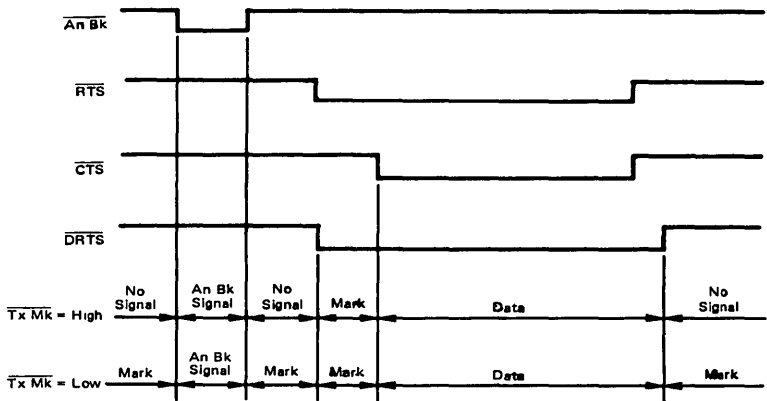 An Bk
RTS
CTS
DRTS
No Signal
An Bk Signal
No Signal
Mark
Data
No Signal
Tx Mk = High
An Bk Signal
Tx Mk = Low
Mark
Mark
Mark
Data
Mark